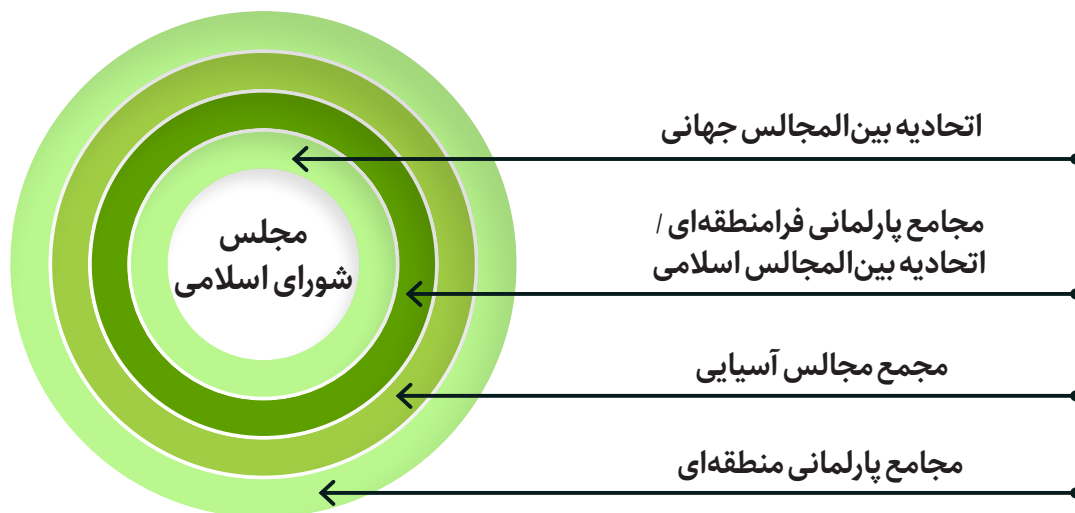 اتحادیه بین‌المجالس جهانی
مجامع پارلمانی فرامنطقه‌ای /
اتحادیه بین‌المجالس اسلامی
مجلس
شورای اسلامی
مجمع مجالس آسیایی
مجامع پارلمانی منطقه‌ای